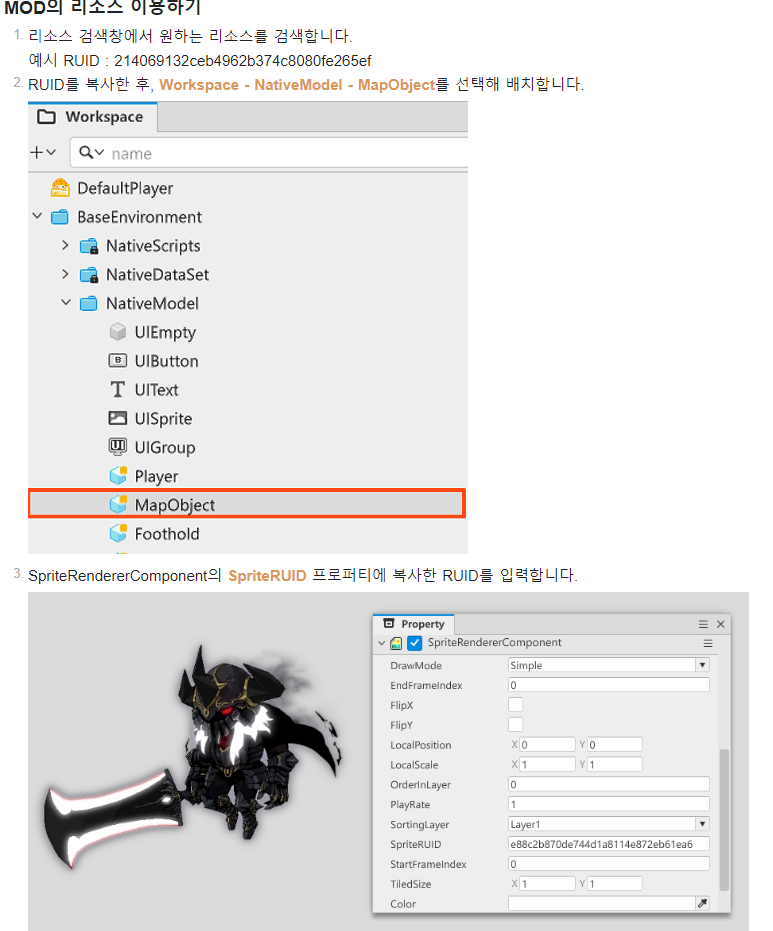 MOD의 리소스 이용하기
1. 리소스 검색창에서 원하는 리소스를 검색합니다.
예시 RUID : 214069132ceb4962b374c8080fe265ef
2. RUID를 복사한 후, Workspace - NativeModel - MapObject를 선택해 배치합니다.
Workspace
name
DefaultPlayer
BaseEnvironment
NativeScripts
NativeDataSet
NativeModel
UIEmpty
B UIButton
T UIText
UISprite
UI UIGroup
Player
MapObject
Foothold
3. SpriteRendererComponent의 SpriteRUID 프로퍼티에 복사한 RUID를 입력합니다.
Property
SpriteRendererComponent
DrawMode Simple
EndFrameIndex 0
FlipX
FlipY
LocalPosition X 0 Y 0
LocalScale X 1 Y 1
OrderInLayer 0
PlayRate 1
SortingLayer Layer1
SpriteRUID e88c2b870de744d1a8114e872eb61ea6
StartFrameIndex 0
TiledSize X 1 Y 1
Color